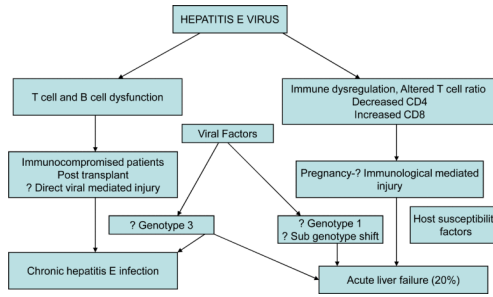 HEPATITIS E VIRUS
T cell and B cell dysfunction
Immune dysregulation, Altered T cell ratio
Decreased CD4
Increased CD8
Viral Factors
Immunocompromised patients
Post transplant
? Direct viral mediated injury
Pregnancy-? Immunological mediated
injury
? Genotype 3
? Genotype 1
? Sub genotype shift
Host susceptibility
factors
Chronic hepatitis E infection
Acute liver failure (20%)